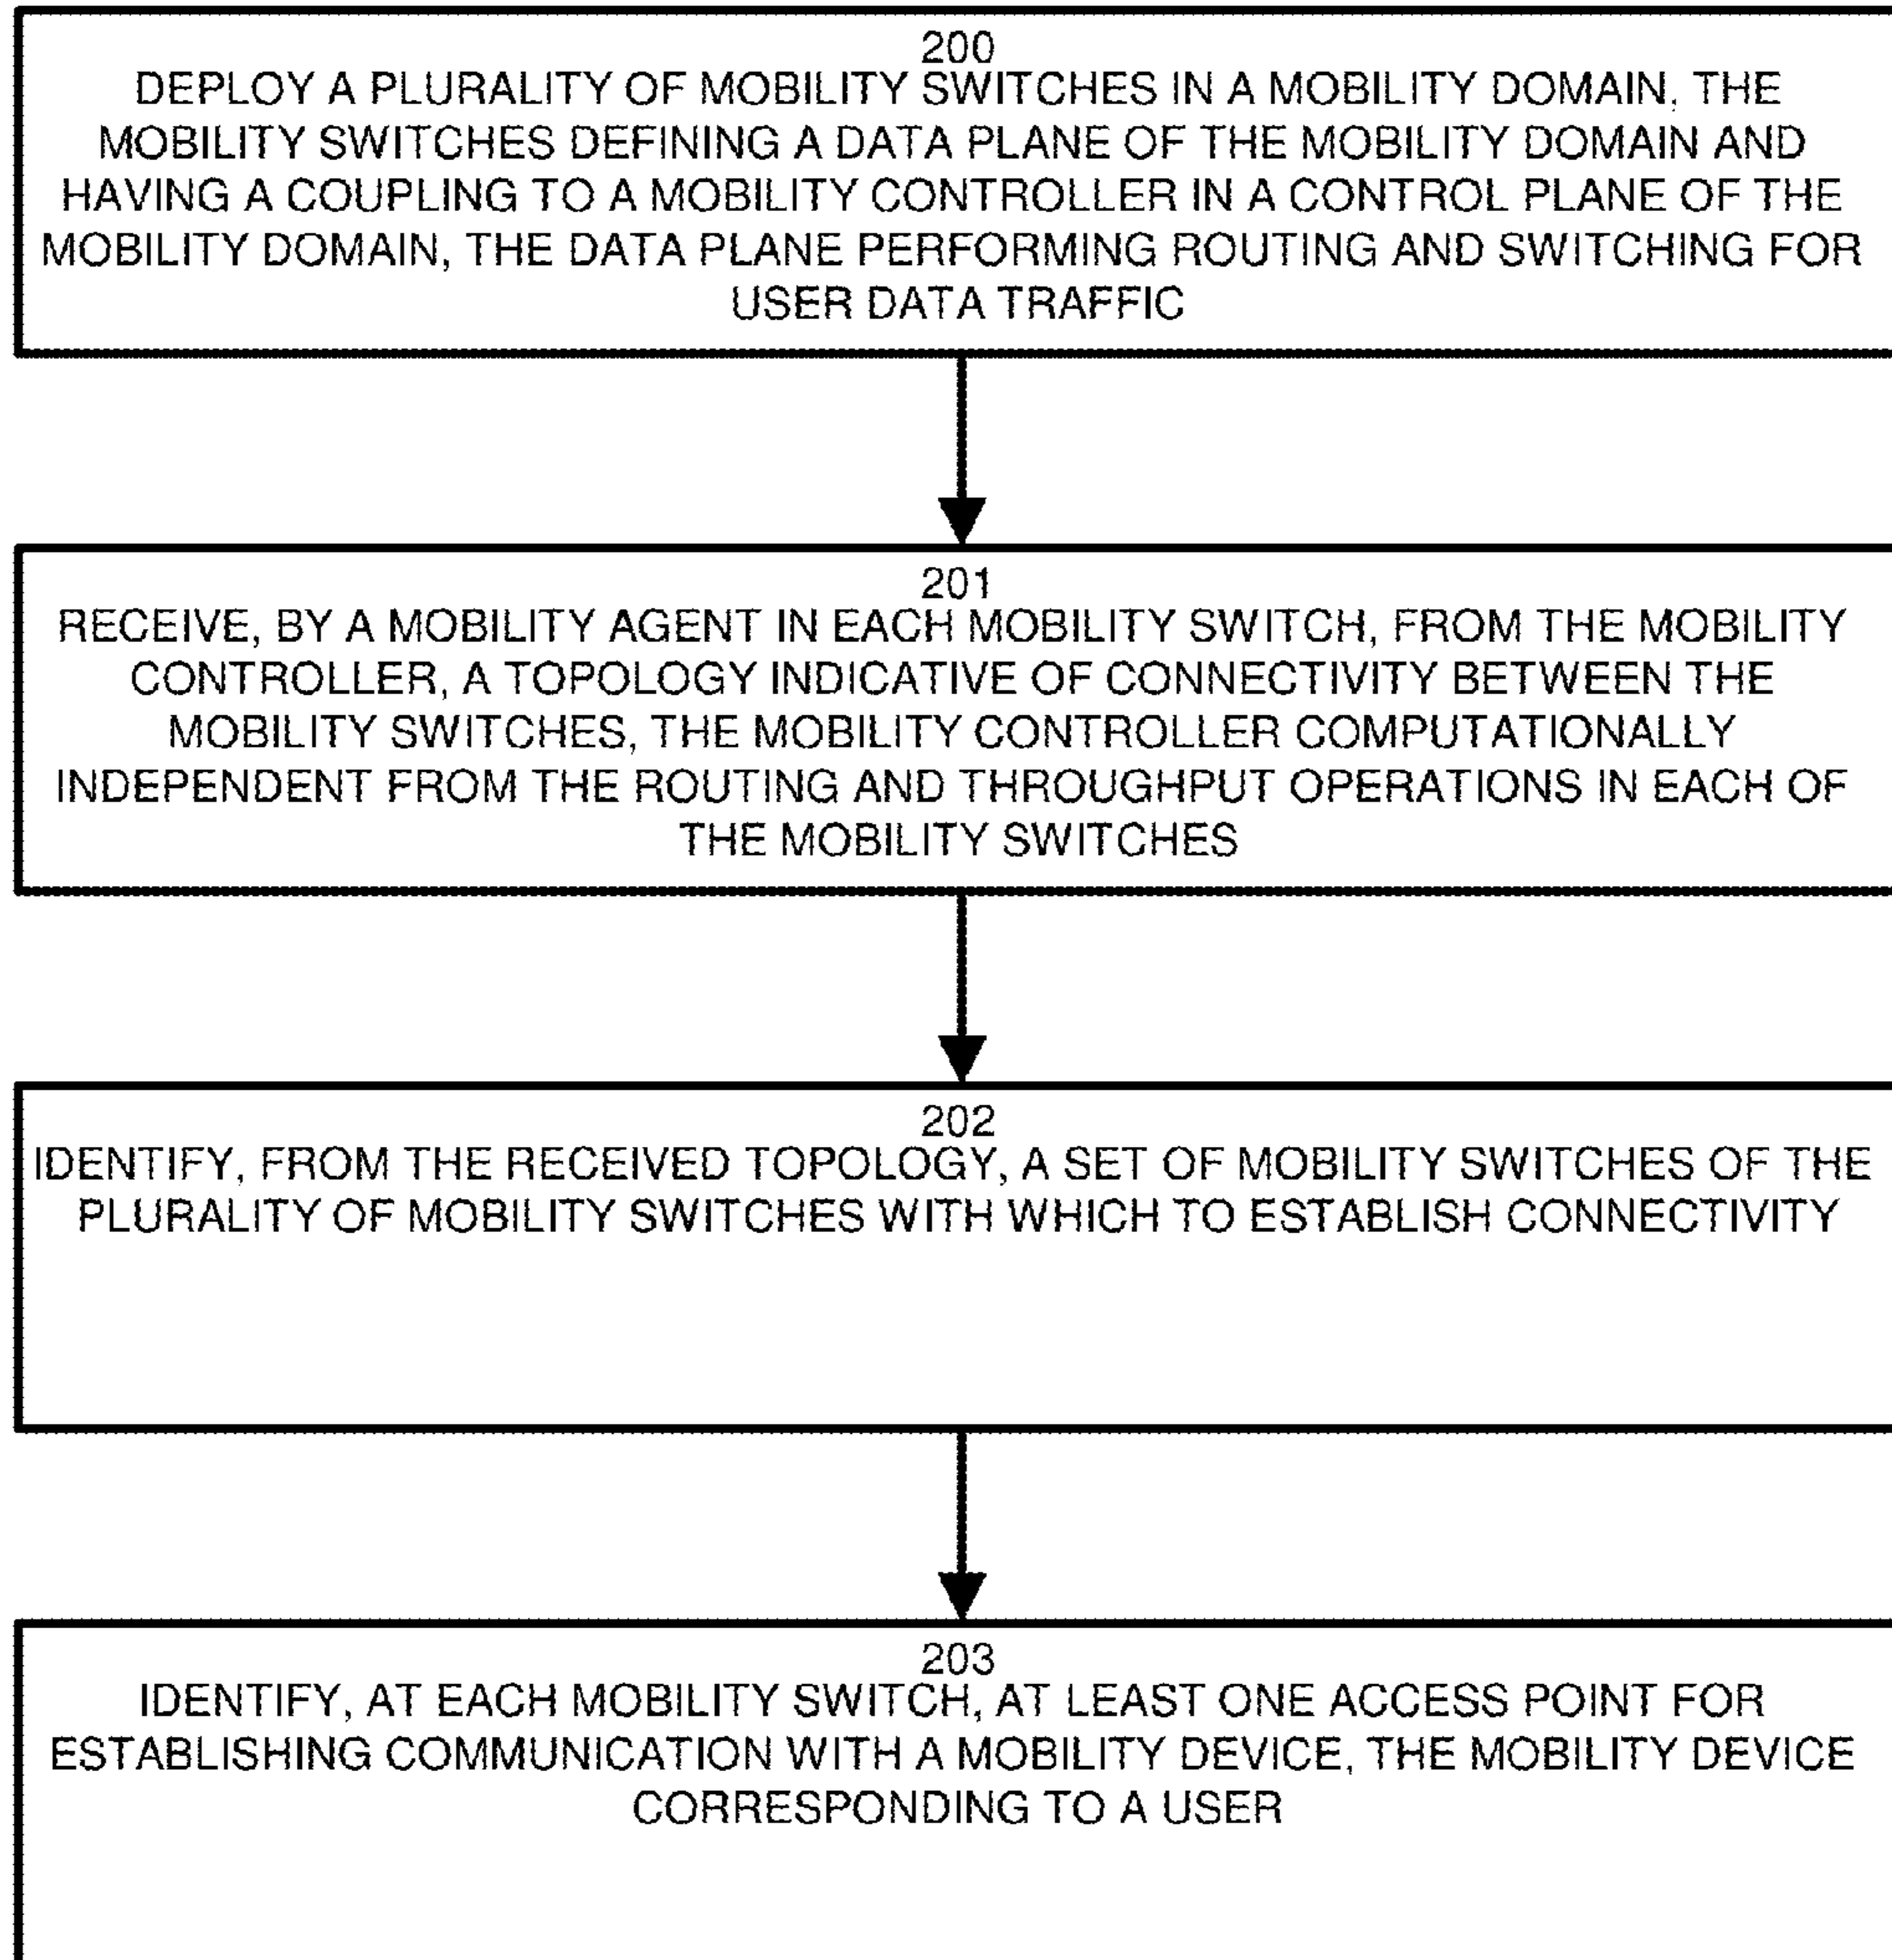 200
DEPLOY A PLURALITY OF MOBILITY SWITCHES IN A MOBILITY DOMAIN, THE
MOBILITY SWITCHES DEFINING A DATA PLANE OF THE MOBILITY DOMAIN AND
HAVING A COUPLING TO A MOBILITY CONTROLLER IN A CONTROL PLANE OF THE
MOBILITY DOMAIN, THE DATA PLANE PERFORMING ROUTING AND SWITCHING FOR
USER DATA TRAFFIC
201
RECEIVE, BY A MOBILITY AGENT IN EACH MOBILITY SWITCH, FROM THE MOBILITY
CONTROLLER, A TOPOLOGY INDICATIVE OF CONNECTIVITY BETWEEN THE
MOBILITY SWITCHES, THE MOBILITY CONTROLLER COMPUTATIONALLY
INDEPENDENT FROM THE ROUTING AND THROUGHPUT OPERATIONS IN EACH OF
THE MOBILITY SWITCHES
202
IDENTIFY, FROM THE RECEIVED TOPOLOGY, A SET OF MOBILITY SWITCHES OF THE
PLURALITY OF MOBILITY SWITCHES WITH WHICH TO ESTABLISH CONNECTIVITY
203
IDENTIFY, AT EACH MOBILITY SWITCH, AT LEAST ONE ACCESS POINT FOR
ESTABLISHING COMMUNICATION WITH A MOBILITY DEVICE, THE MOBILITY DEVICE
CORRESPONDING TO A USER